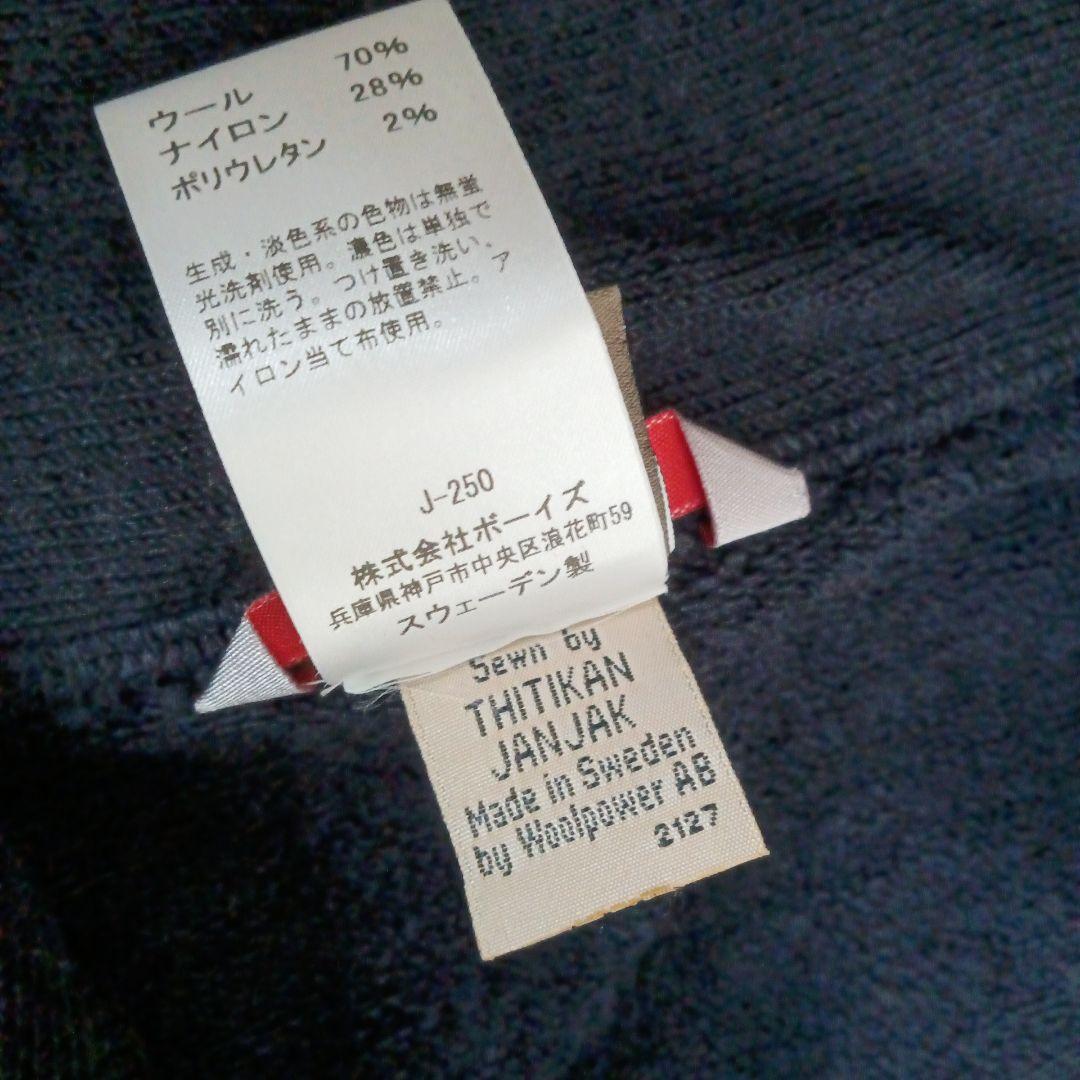 ウール 70%
ナイロン 28%
ポリウレタン 2%
生成・淡色系の色物は無蛍
光洗剤使用。濃色は単独で
別に洗う。つけ置き洗い、
濡れたままの放置禁止。ア
イロン当て布使用。
J-250
株式会社ボーイズ
兵庫県神戸市中央区浪花町59
スウェーデン製
Sewn by
THITIKAN
JANJAK
Made in Sweden
by Woolpower AB
2127